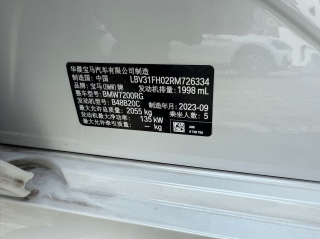 华晨宝马汽车有限公司制造
制造国：中国 LBV31FH02RM726334
品牌：宝马(BMW)牌 发动机排量：1998 mL
整车型号：BMW7200RG
发动机型号：B48B20C 制造年月：2023-09
最大允许总质量：2055 kg 乘坐人数：5
发动机最大净功率：135 kW
最大允许牵引质量：-- kg